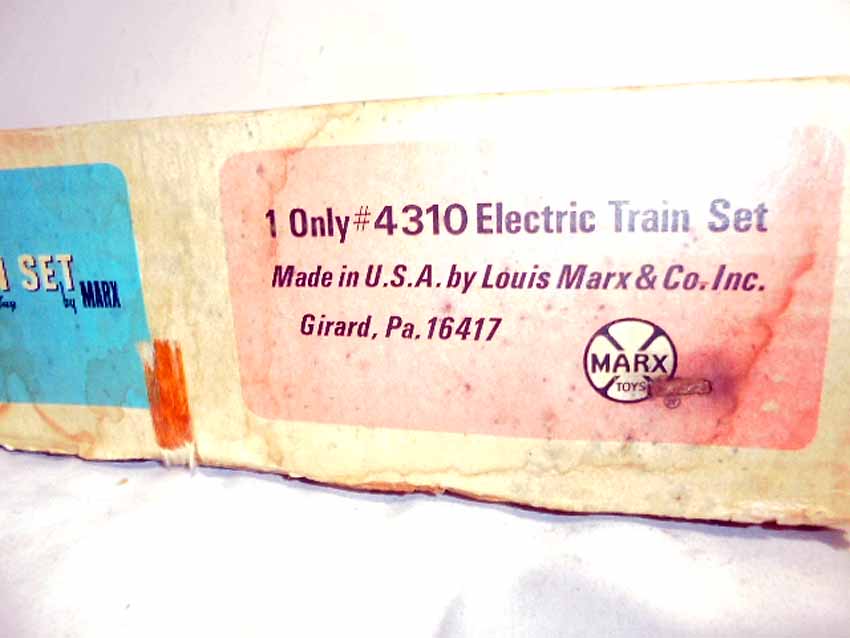 SET
by MARX
1 Only #4310 Electric Train Set
Made in U.S.A. by Louis Marx & Co. Inc.
Girard, Pa. 16417
MARX
TOYS
®